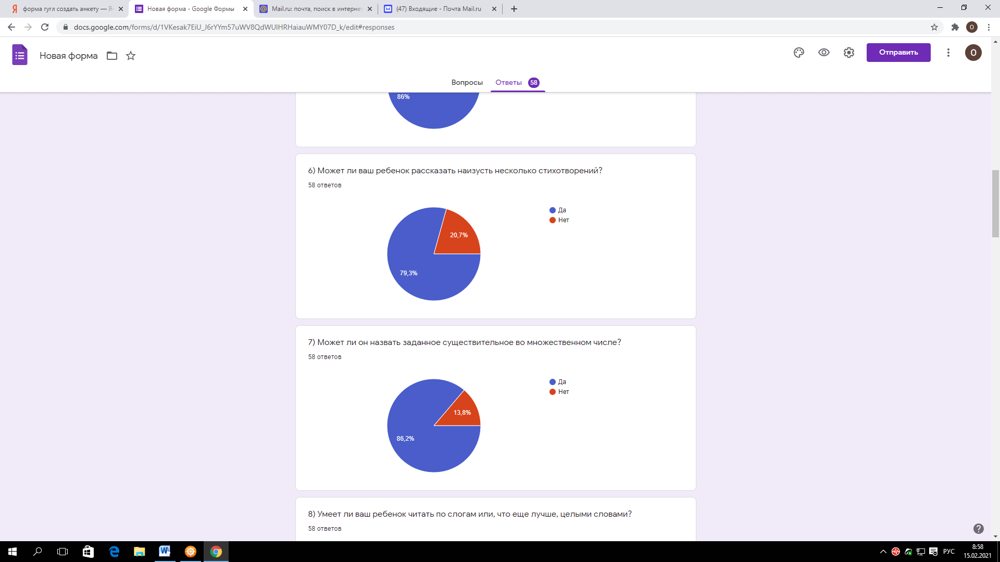 форма гугл создать анкету — Я
Новая форма - Google Формы
Mail.ru: почта, поиск в интернет
(47) Входящие - Почта Mail.ru
docs.google.com/forms/d/1VKesak7EiU_J6rYYm57uWV8QdWUIHRHaiauWMY07D_k/edit#responses
О
Новая форма
Отправить
О
Вопросы
Ответы 58
86%
6) Может ли ваш ребенок рассказать наизусть несколько стихотворений?
58 ответов
Да
Нет
20,7%
79,3%
7) Может ли он назвать заданное существительное во множественном числе?
58 ответов
Да
Нет
13,8%
86,2%
8) Умеет ли ваш ребенок читать по слогам или, что еще лучше, целыми словами?
58 ответов
РУС
8:58
15.02.2021